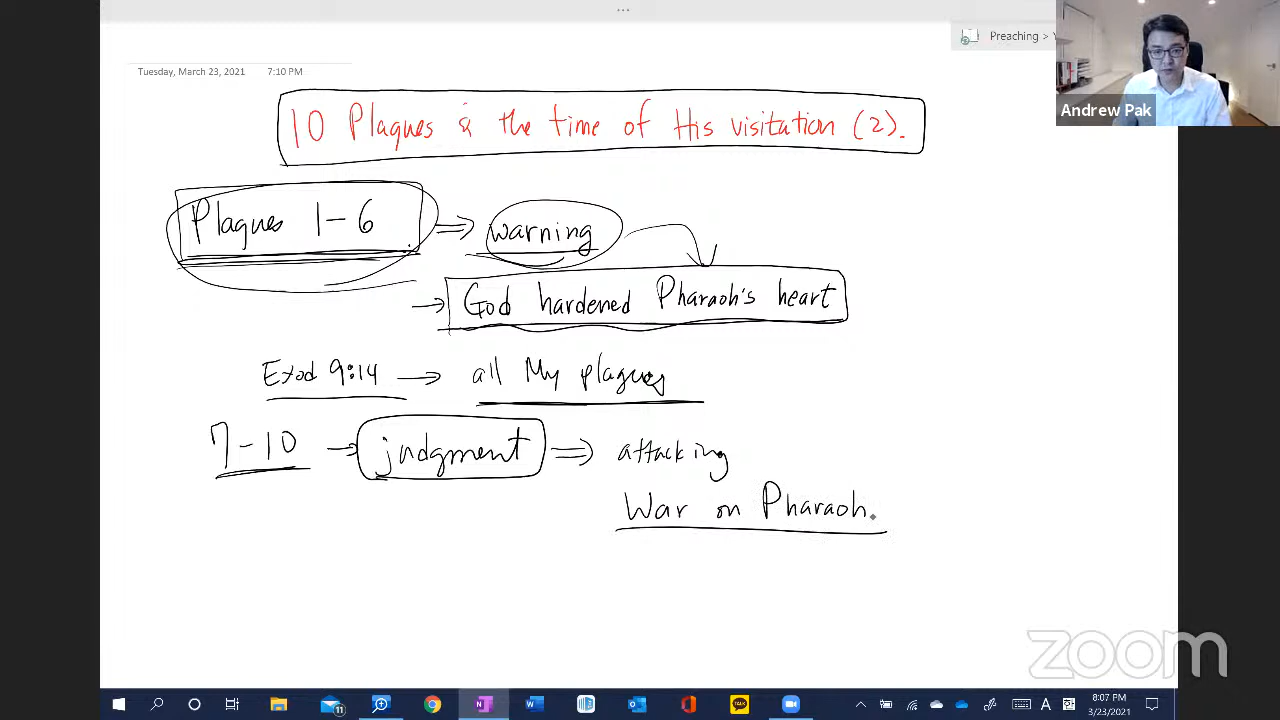 Preaching >
Andrew Pak
Tuesday, March 23, 2021 7:10 PM
10 Plagues & the time of His visitation (2).
Plagues 1-6 ⇒ warning
→ God hardened Pharaoh's heart
Exod 9:14 → all My plagues
7-10 → judgment ⇒ attacking
War on Pharaoh.
zoom
11
TALK
A
8:07 PM
3/23/2021